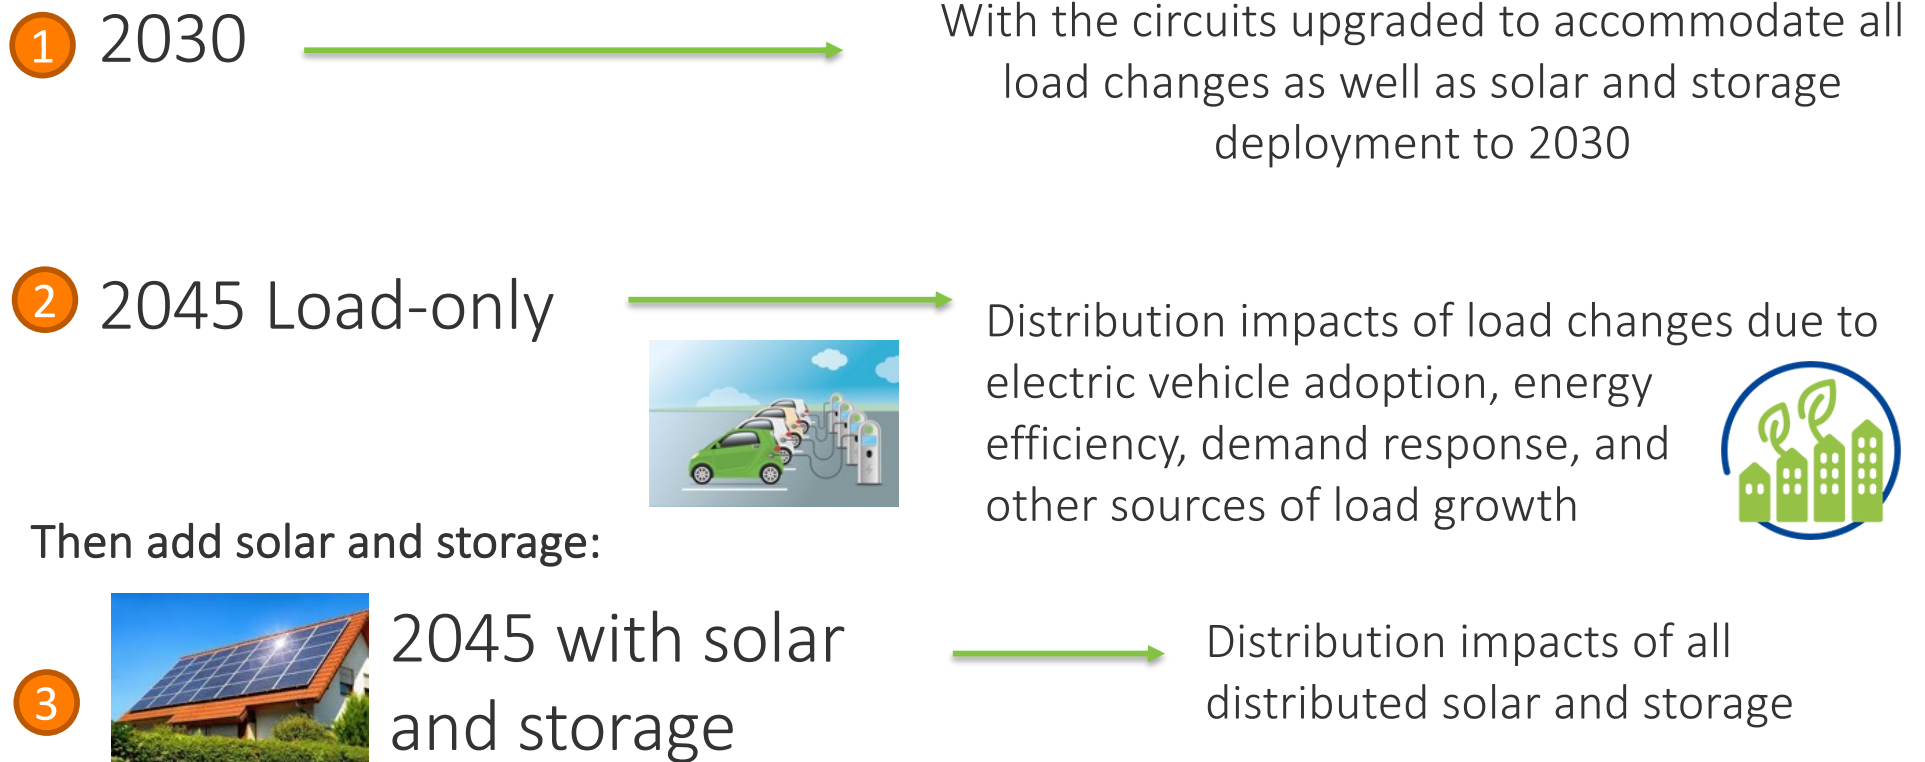 1 2030
With the circuits upgraded to accommodate all
load changes as well as solar and storage
deployment to 2030
2 2045 Load-only
Distribution impacts of load changes due to
electric vehicle adoption, energy
efficiency, demand response, and
other sources of load growth
Then add solar and storage:
3
2045 with solar
and storage
Distribution impacts of all
distributed solar and storage